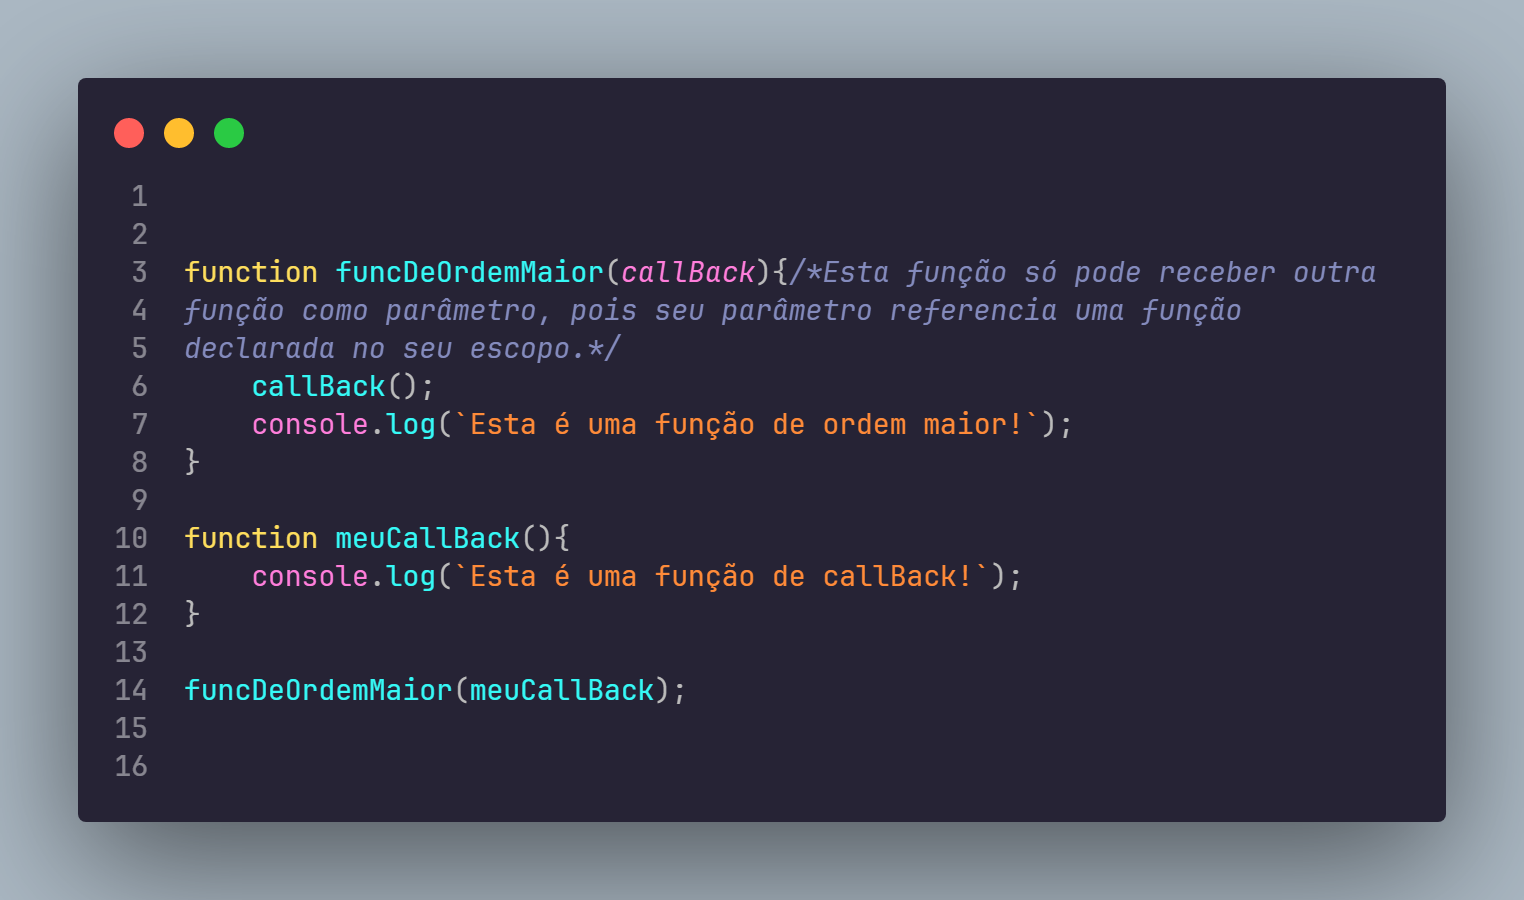 1
2
3 function funcDeOrdemMaior(callBack){/*Esta função só pode receber outra
4 função como parâmetro, pois seu parâmetro referencia uma função
5 declarada no seu escopo.*/
6     callBack();
7     console.log(`Esta é uma função de ordem maior!`);
8 }
9
10 function meuCallBack(){
11     console.log(`Esta é uma função de callBack!`);
12 }
13
14 funcDeOrdemMaior(meuCallBack);
15
16